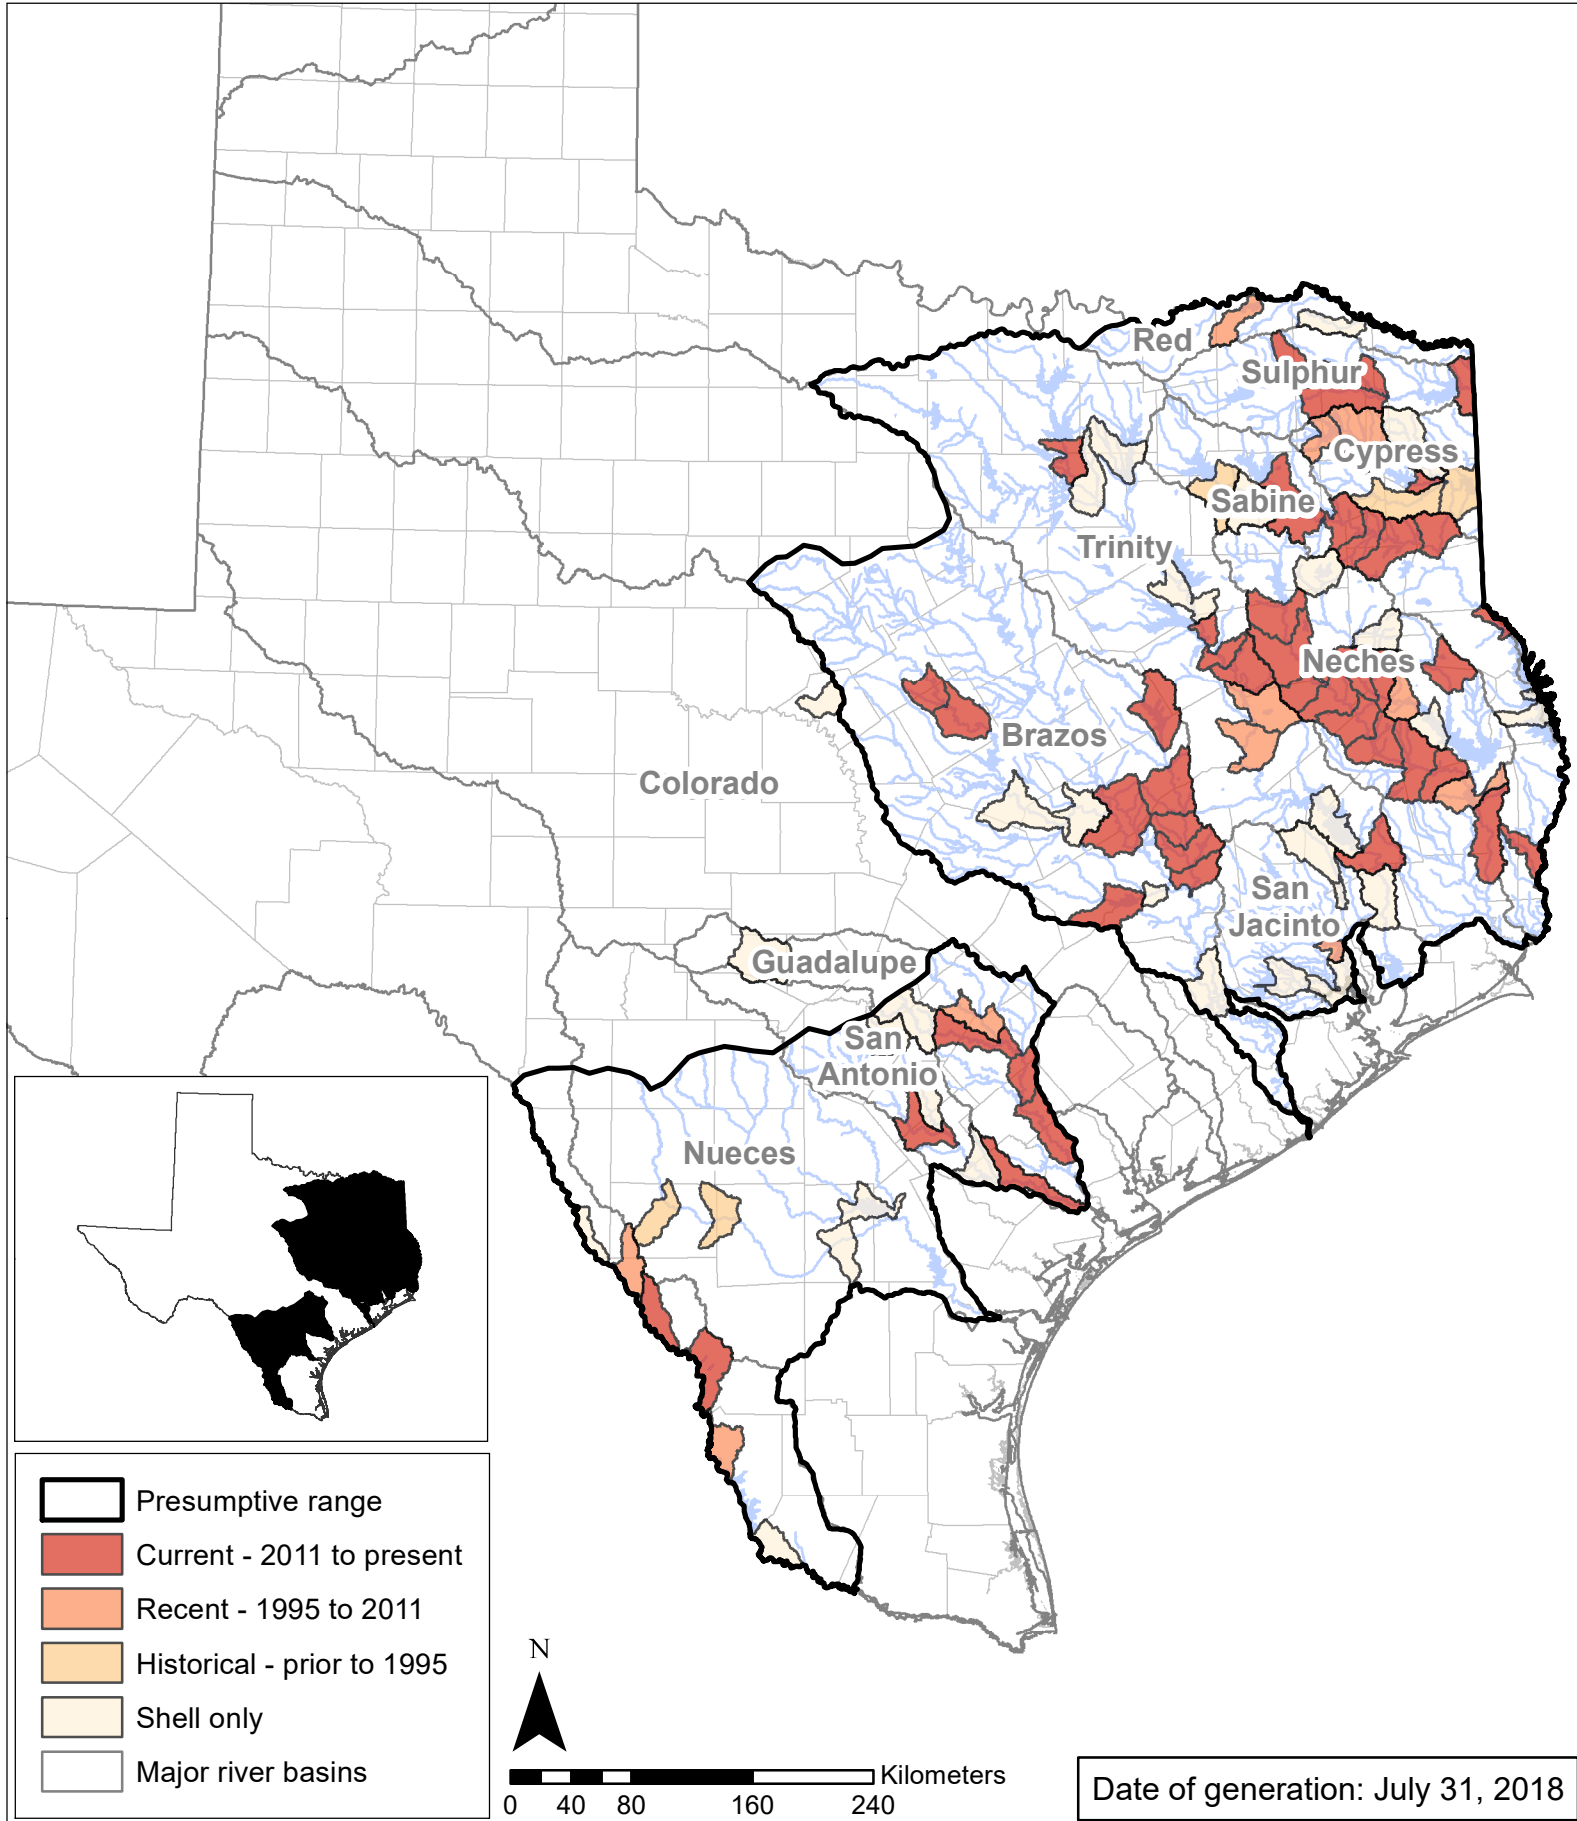 Red
Sulphur
Cypress
Sabine
Trinity
Neches
Brazos
Colorado
San
Jacinto
Guadalupe
San
Antonio
Nueces
Presumptive range
Current - 2011 to present
Recent - 1995 to 2011
Historical - prior to 1995
Shell only
Major river basins
N
Kilometers
0 40 80 160 240
Date of generation: July 31, 2018